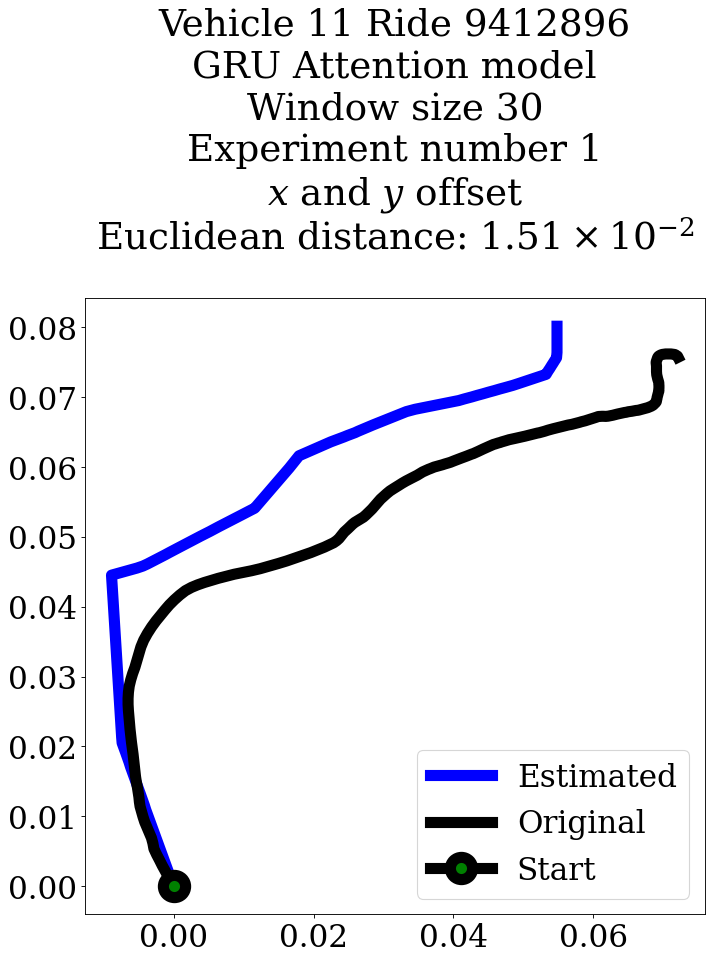 Vehicle 11 Ride 9412896
GRU Attention model
Window size 30
Experiment number 1
x and y offset
Euclidean distance: 1.51 × 10⁻²
0.08
0.07
0.06
0.05
0.04
0.03
0.02
0.01
0.00
Estimated
Original
Start
0.00 0.02 0.04 0.06